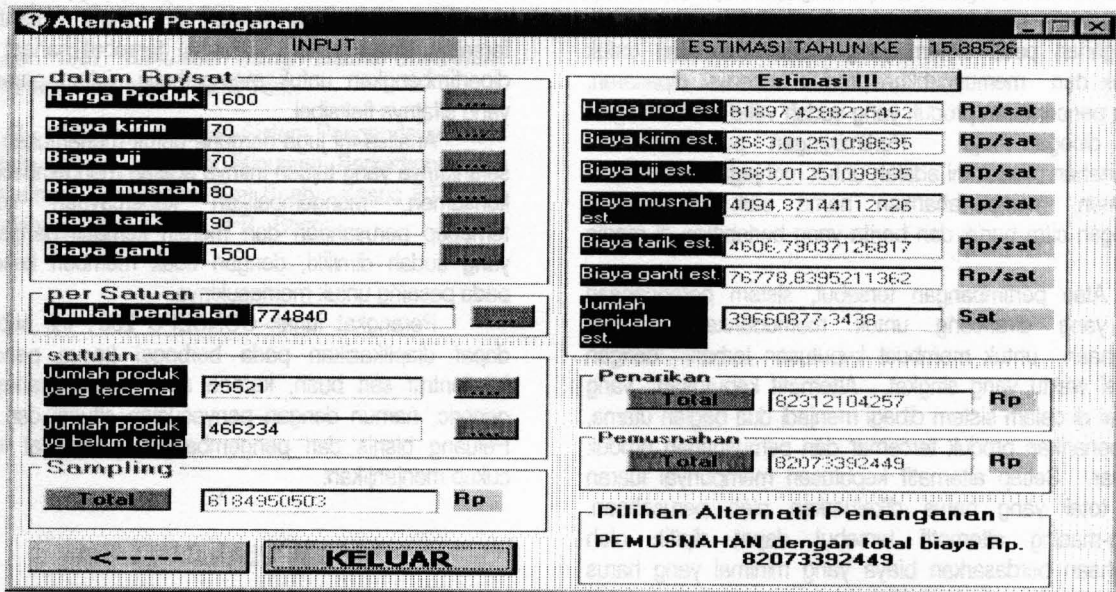 Alternatif Penanganan
INPUT
dalam Rp/sat
Harga Produk 1600 .....
Biaya kirim 70 .....
Biaya uji 70 .....
Biaya musnah 80 .....
Biaya tarik 90 .....
Biaya ganti 1500 .....
per Satuan
Jumlah penjualan 774840 .....
satuan
Jumlah produk
yang tercemar 75521 .....
Jumlah produk
yg belum terjual 466234 .....
Sampling
Total 6184950503 Rp
<-----
KELUAR
ESTIMASI TAHUN KE 15,88526
Estimasi !!!
Harga prod est 81897,4288225452 Rp/sat
Biaya kirim est. 3583,01251098635 Rp/sat
Biaya uji est. 3583,01251098635 Rp/sat
Biaya musnah
est. 4094,87144112726 Rp/sat
Biaya tarik est. 4606,73037126817 Rp/sat
Biaya ganti est. 76778,8395211362 Rp/sat
Jumlah
penjualan
est. 39660877,3438 Sat
Penarikan
Total 82312104257 Rp
Pemusnahan
Total 82073392449 Rp
Pilihan Alternatif Penanganan
PEMUSNAHAN dengan total biaya Rp.
82073392449